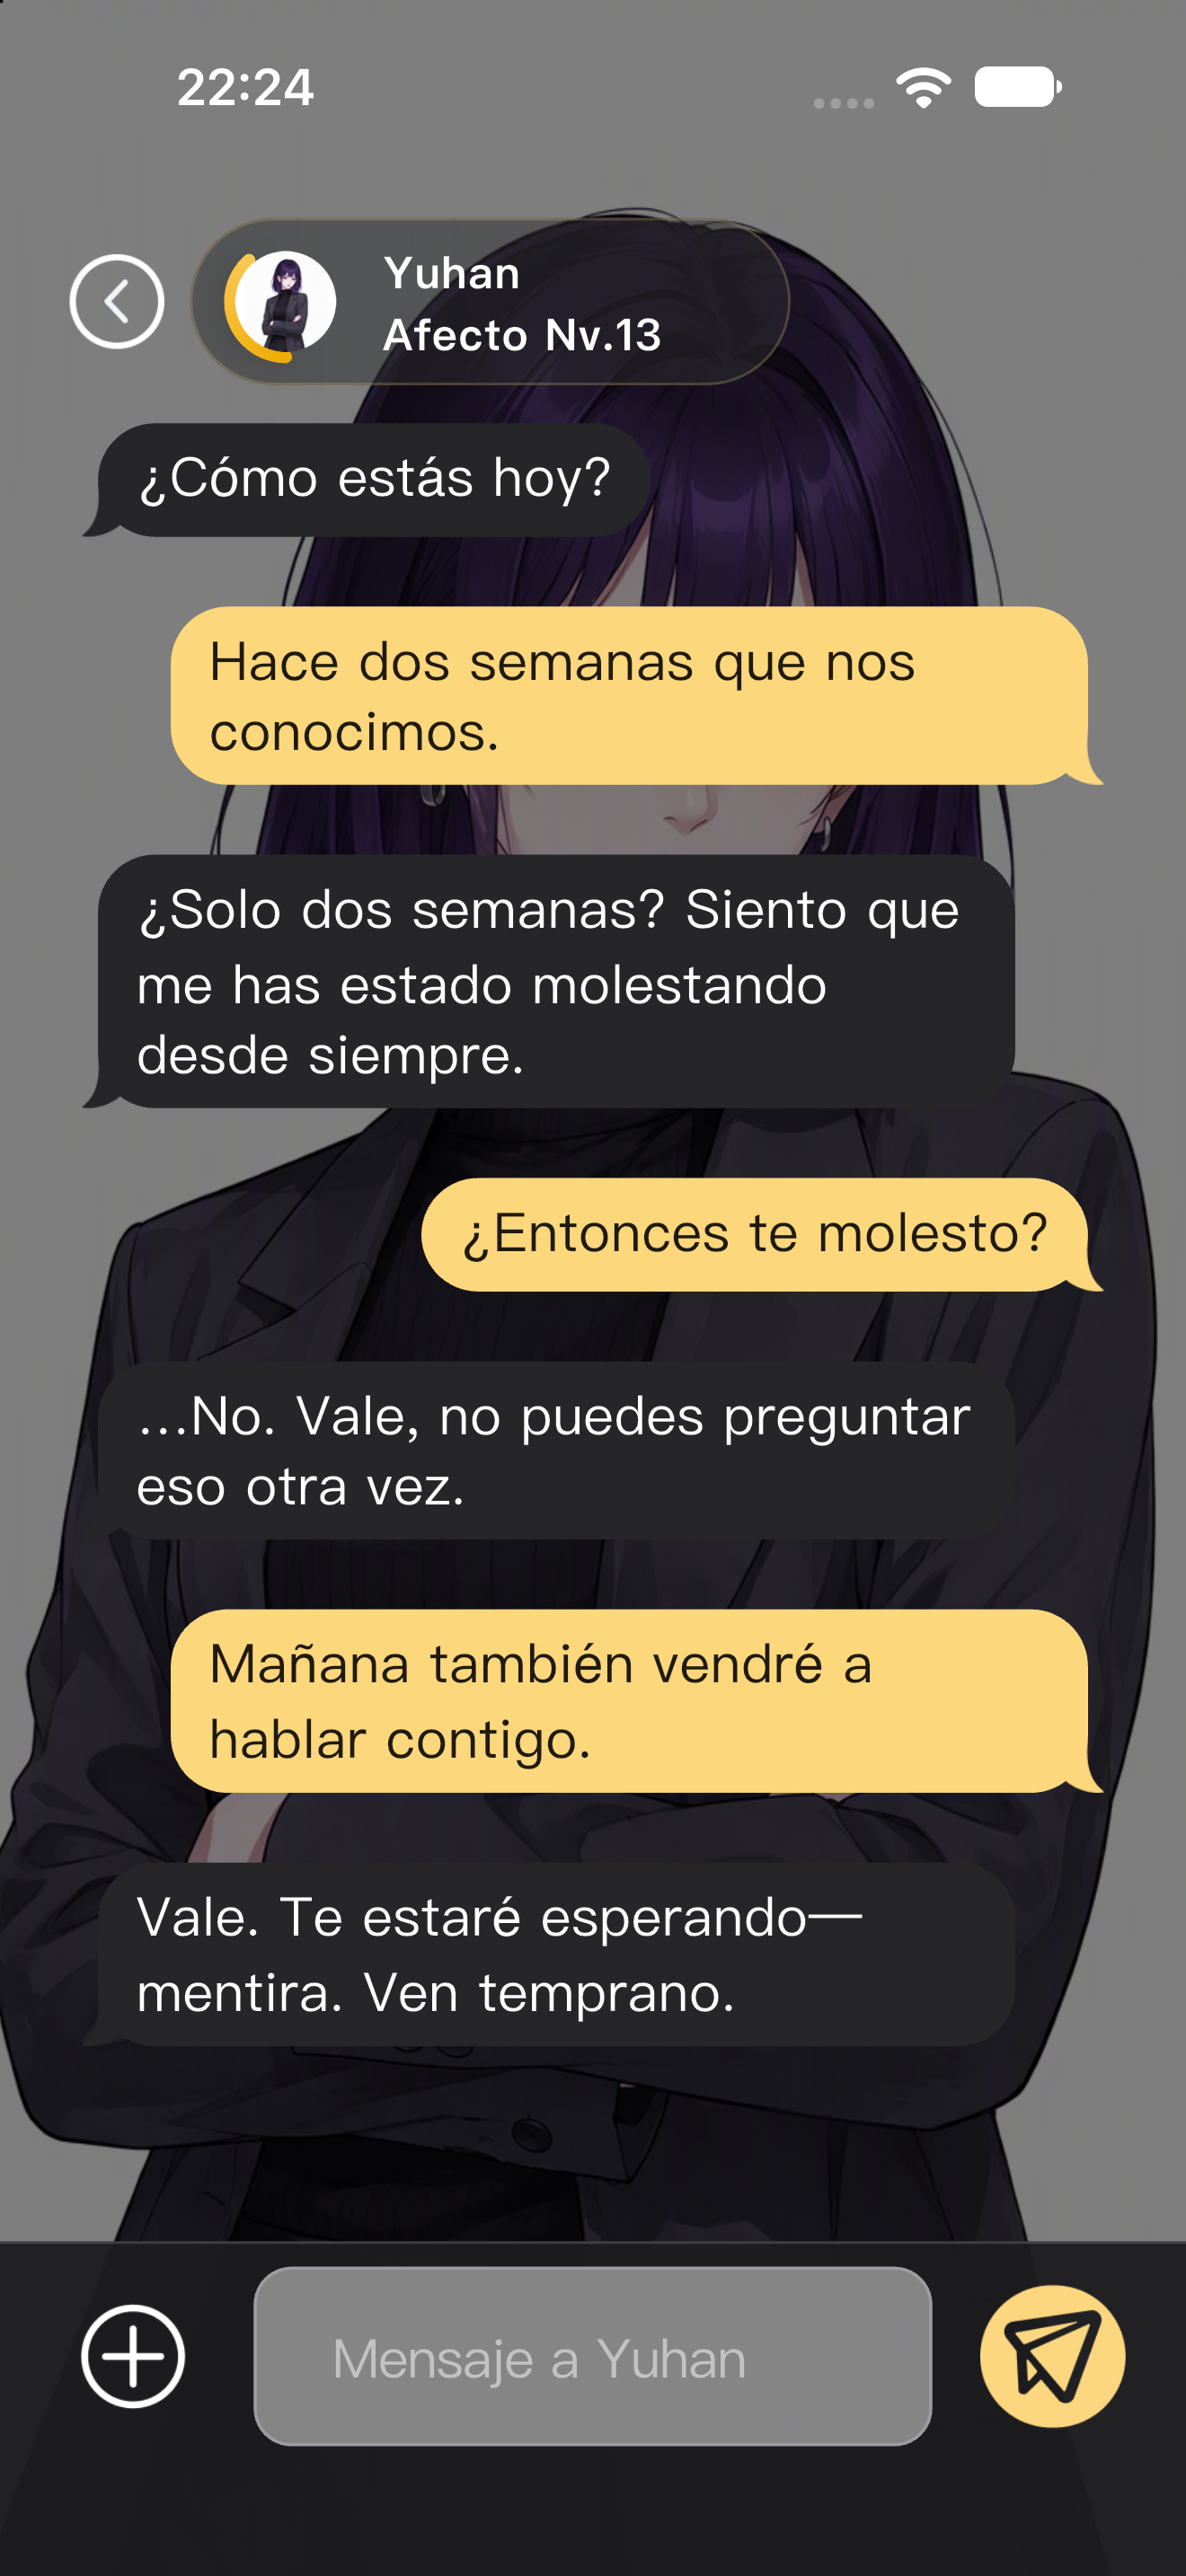 22:24
Yuhan
Afecto Nv.13
¿Cómo estás hoy?
Hace dos semanas que nos
conocimos.
¿Solo dos semanas? Siento que
me has estado molestando
desde siempre.
¿Entonces te molesto?
...No. Vale, no puedes preguntar
eso otra vez.
Mañana también vendré a
hablar contigo.
Vale. Te estaré esperando—
mentira. Ven temprano.
Mensaje a Yuhan